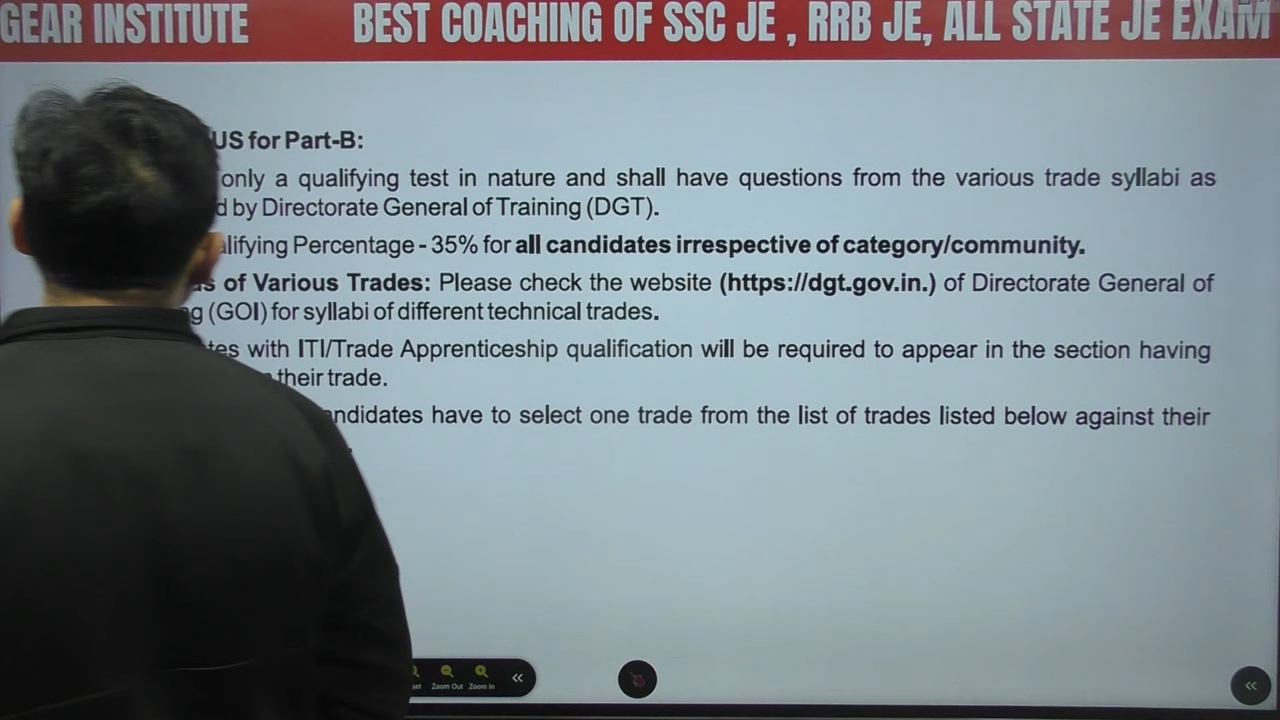 GEAR INSTITUTE BEST COACHING OF SSC JE , RRB JE, ALL STATE JE EXAM
US for Part-B:
only a qualifying test in nature and shall have questions from the various trade syllabi as
d by Directorate General of Training (DGT).
alifying Percentage - 35% for all candidates irrespective of category/community.
s of Various Trades: Please check the website (https://dgt.gov.in.) of Directorate General of
g (GOI) for syllabi of different technical trades.
tes with ITI/Trade Apprenticeship qualification will be required to appear in the section having
their trade.
andidates have to select one trade from the list of trades listed below against their
Zoom Out Zoom In